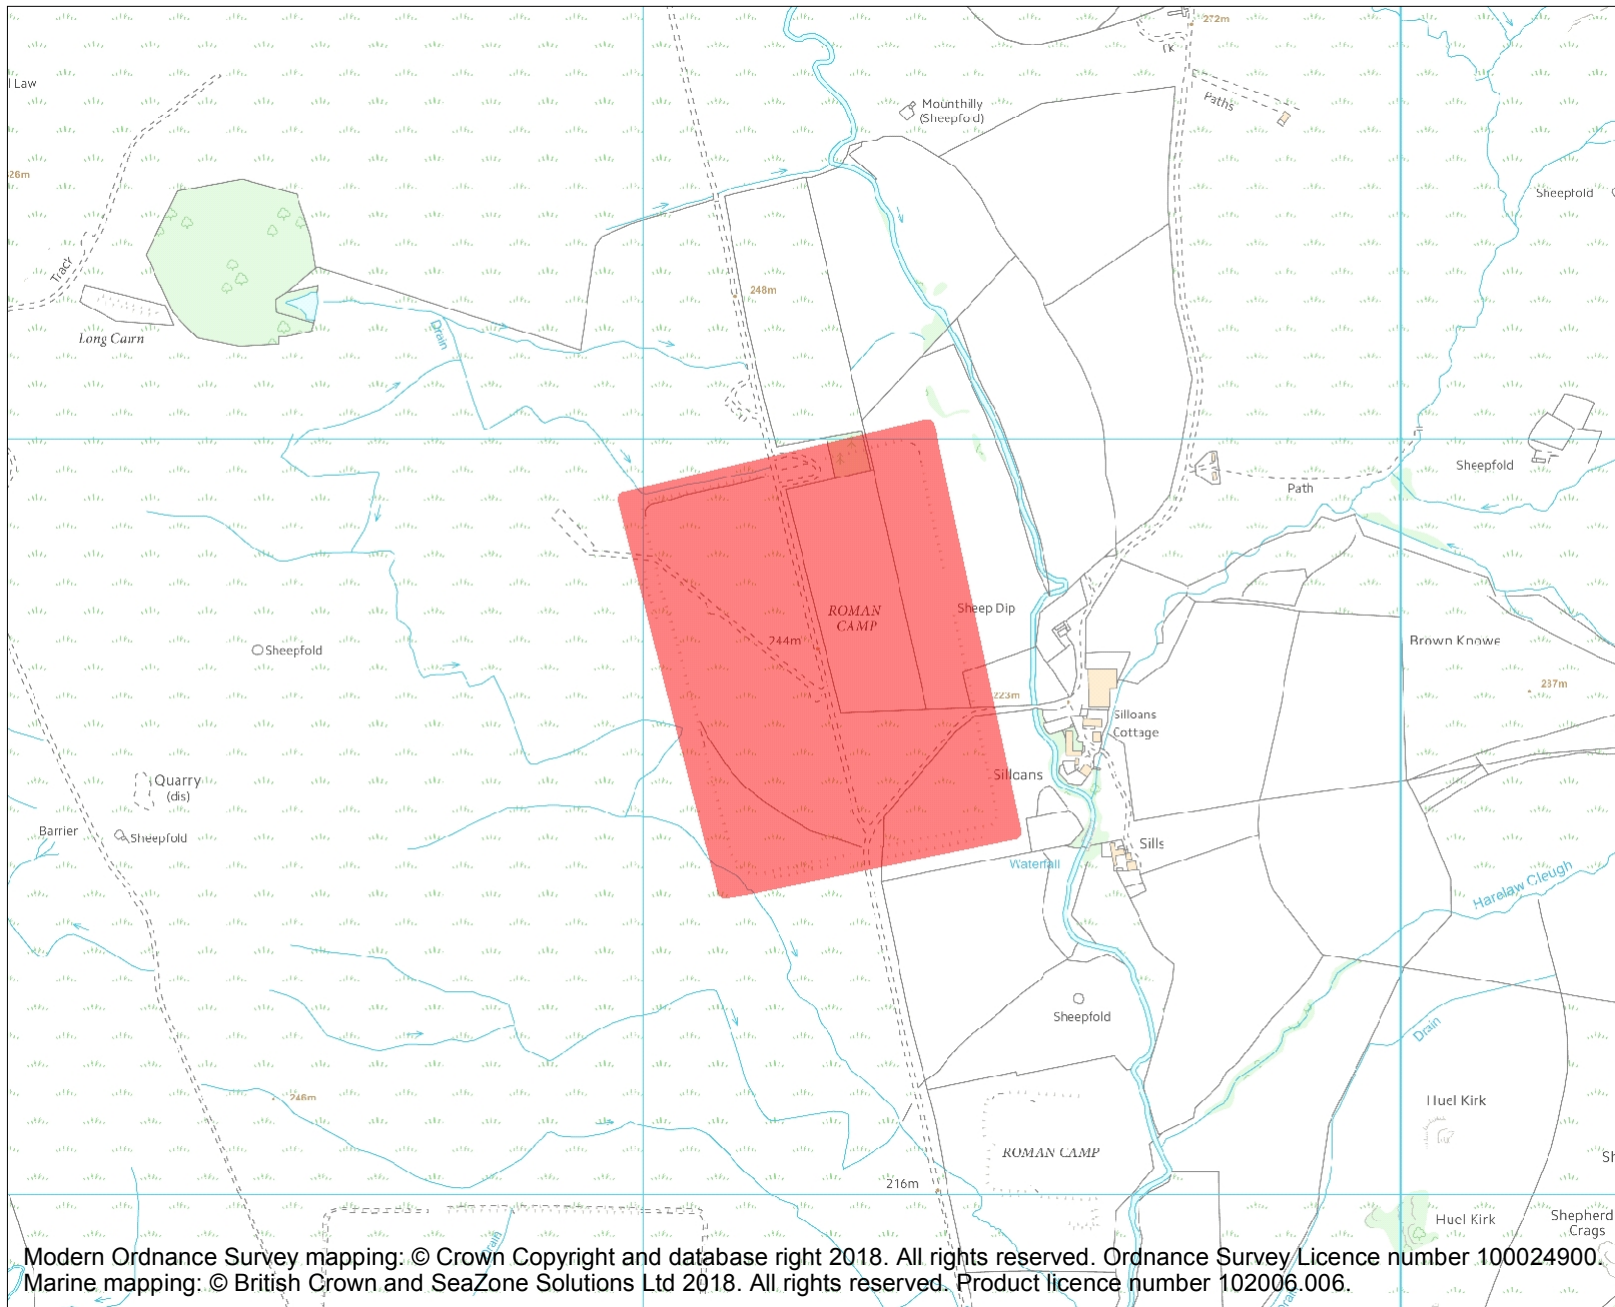 272m
l Law
Mounthilly
(Sheepfold)
Paths
Sheepfold
Track
248m
Long Cairn
Drain
Sheepfold
Path
ROMAN
CAMP
Sheep Dip
244m
Sheepfold
Brown Knowe
223m
237m
Silloans
Cottage
Silloans
Quarry
(dis)
Barrier
Sheepfold
Sills
Waterfall
Harelaw Cleugh
Sheepfold
Drain
246m
Huel Kirk
ROMAN CAMP
216m
Huel Kirk
Shepherd
Crags
Drain
Modern Ordnance Survey mapping: © Crown Copyright and database right 2018. All rights reserved. Ordnance Survey Licence number 100024900.
Marine mapping: © British Crown and SeaZone Solutions Ltd 2018. All rights reserved. Product licence number 102006.006.